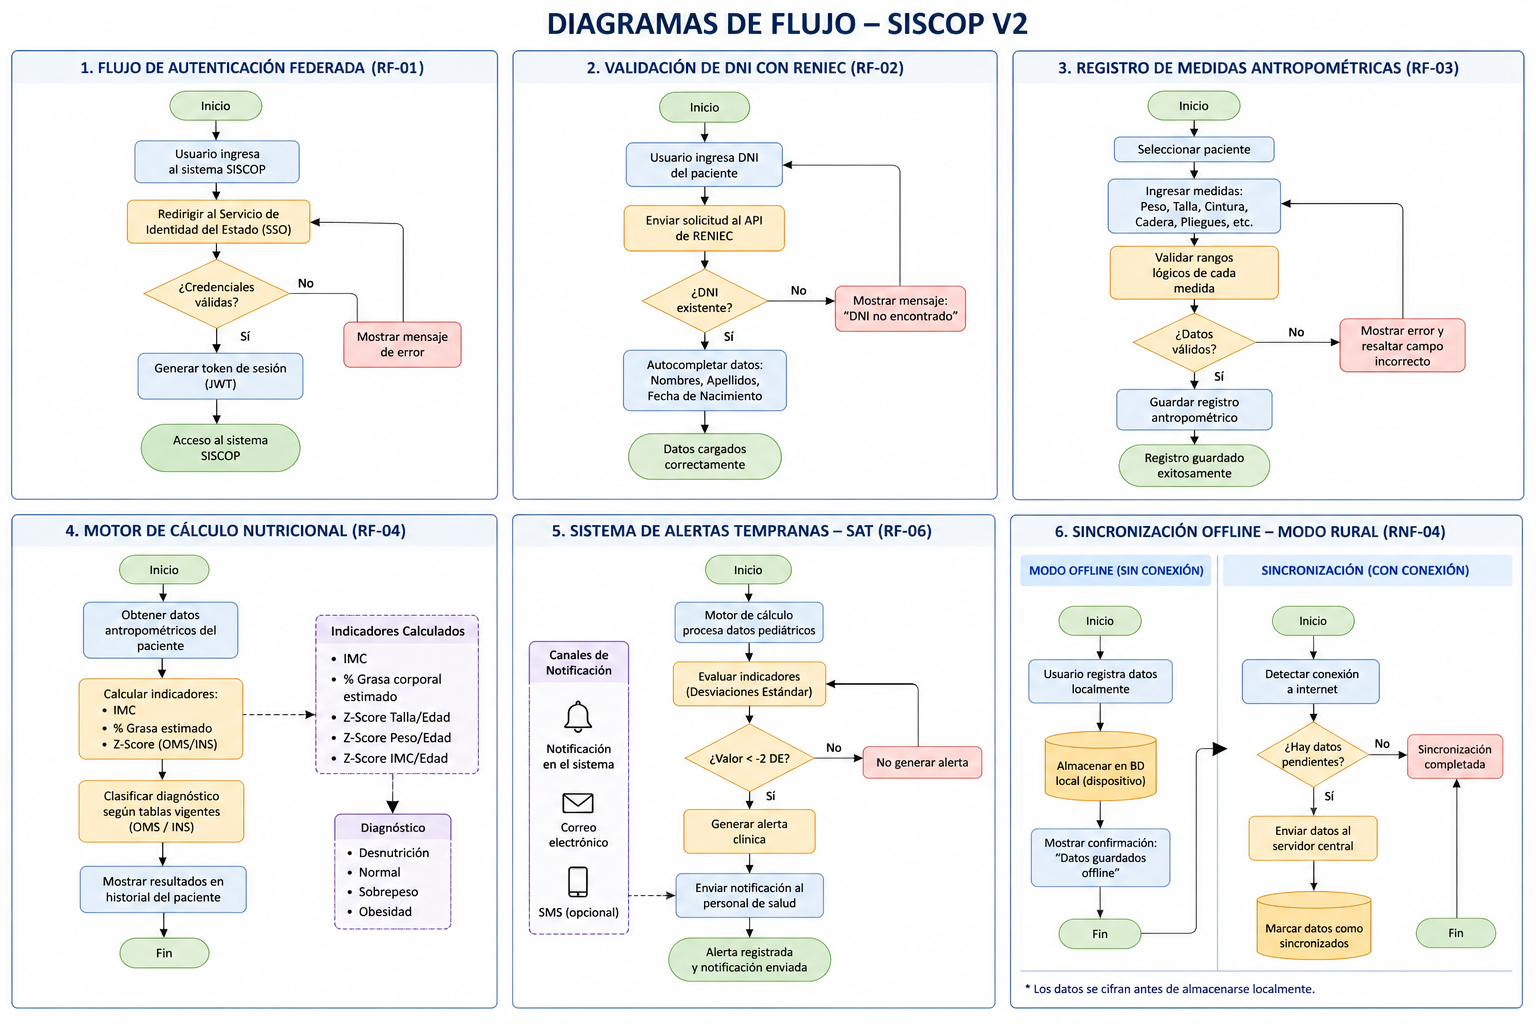 DIAGRAMAS DE FLUJO – SISCOP V2
1. FLUJO DE AUTENTICACIÓN FEDERADA (RF-01)
Inicio
Usuario ingresa
al sistema SISCOP
Redirigir al Servicio de
Identidad del Estado (SSO)
¿Credenciales
válidas?
No
Mostrar mensaje
de error
Sí
Generar token de sesión
(JWT)
Acceso al sistema
SISCOP
2. VALIDACIÓN DE DNI CON RENIEC (RF-02)
Inicio
Usuario ingresa DNI
del paciente
Enviar solicitud al API
de RENIEC
¿DNI
existente?
No
Mostrar mensaje:
“DNI no encontrado”
Sí
Autocompletar datos:
Nombres, Apellidos,
Fecha de Nacimiento
Datos cargados
correctamente
3. REGISTRO DE MEDIDAS ANTROPOMÉTRICAS (RF-03)
Inicio
Seleccionar paciente
Ingresar medidas:
Peso, Talla, Cintura,
Cadera, Pliegues, etc.
Validar rangos
lógicos de cada
medida
¿Datos
válidos?
No
Mostrar error y
resaltar campo
incorrecto
Sí
Guardar registro
antropométrico
Registro guardado
exitosamente
4. MOTOR DE CÁLCULO NUTRICIONAL (RF-04)
Inicio
Obtener datos
antropométricos del
paciente
Calcular indicadores:
• IMC
• % Grasa estimado
• Z-Score (OMS/INS)
Clasificar diagnóstico
según tablas vigentes
(OMS / INS)
Mostrar resultados en
historial del paciente
Fin
Indicadores Calculados
• IMC
• % Grasa corporal
estimado
• Z-Score Talla/Edad
• Z-Score Peso/Edad
• Z-Score IMC/Edad
Diagnóstico
• Desnutrición
• Normal
• Sobrepeso
• Obesidad
5. SISTEMA DE ALERTAS TEMPRANAS – SAT (RF-06)
Canales de
Notificación
Notificación
en el sistema
Correo
electrónico
SMS (opcional)
Inicio
Motor de cálculo
procesa datos pediátricos
Evaluar indicadores
(Desviaciones Estándar)
¿Valor < -2 DE?
No
No generar alerta
Sí
Generar alerta
clinica
Enviar notificación al
personal de salud
Alerta registrada
y notificación enviada
6. SINCRONIZACIÓN OFFLINE – MODO RURAL (RNF-04)
MODO OFFLINE (SIN CONEXIÓN)
Inicio
Usuario registra datos
localmente
Almacenar en BD
local (dispositivo)
Mostrar confirmación:
“Datos guardados
offline”
Fin
SINCRONIZACIÓN (CON CONEXIÓN)
Inicio
Detectar conexión
a internet
¿Hay datos
pendientes?
No
Sincronización
completada
Sí
Enviar datos al
servidor central
Marcar datos como
sincronizados
Fin
* Los datos se cifran antes de almacenarse localmente.